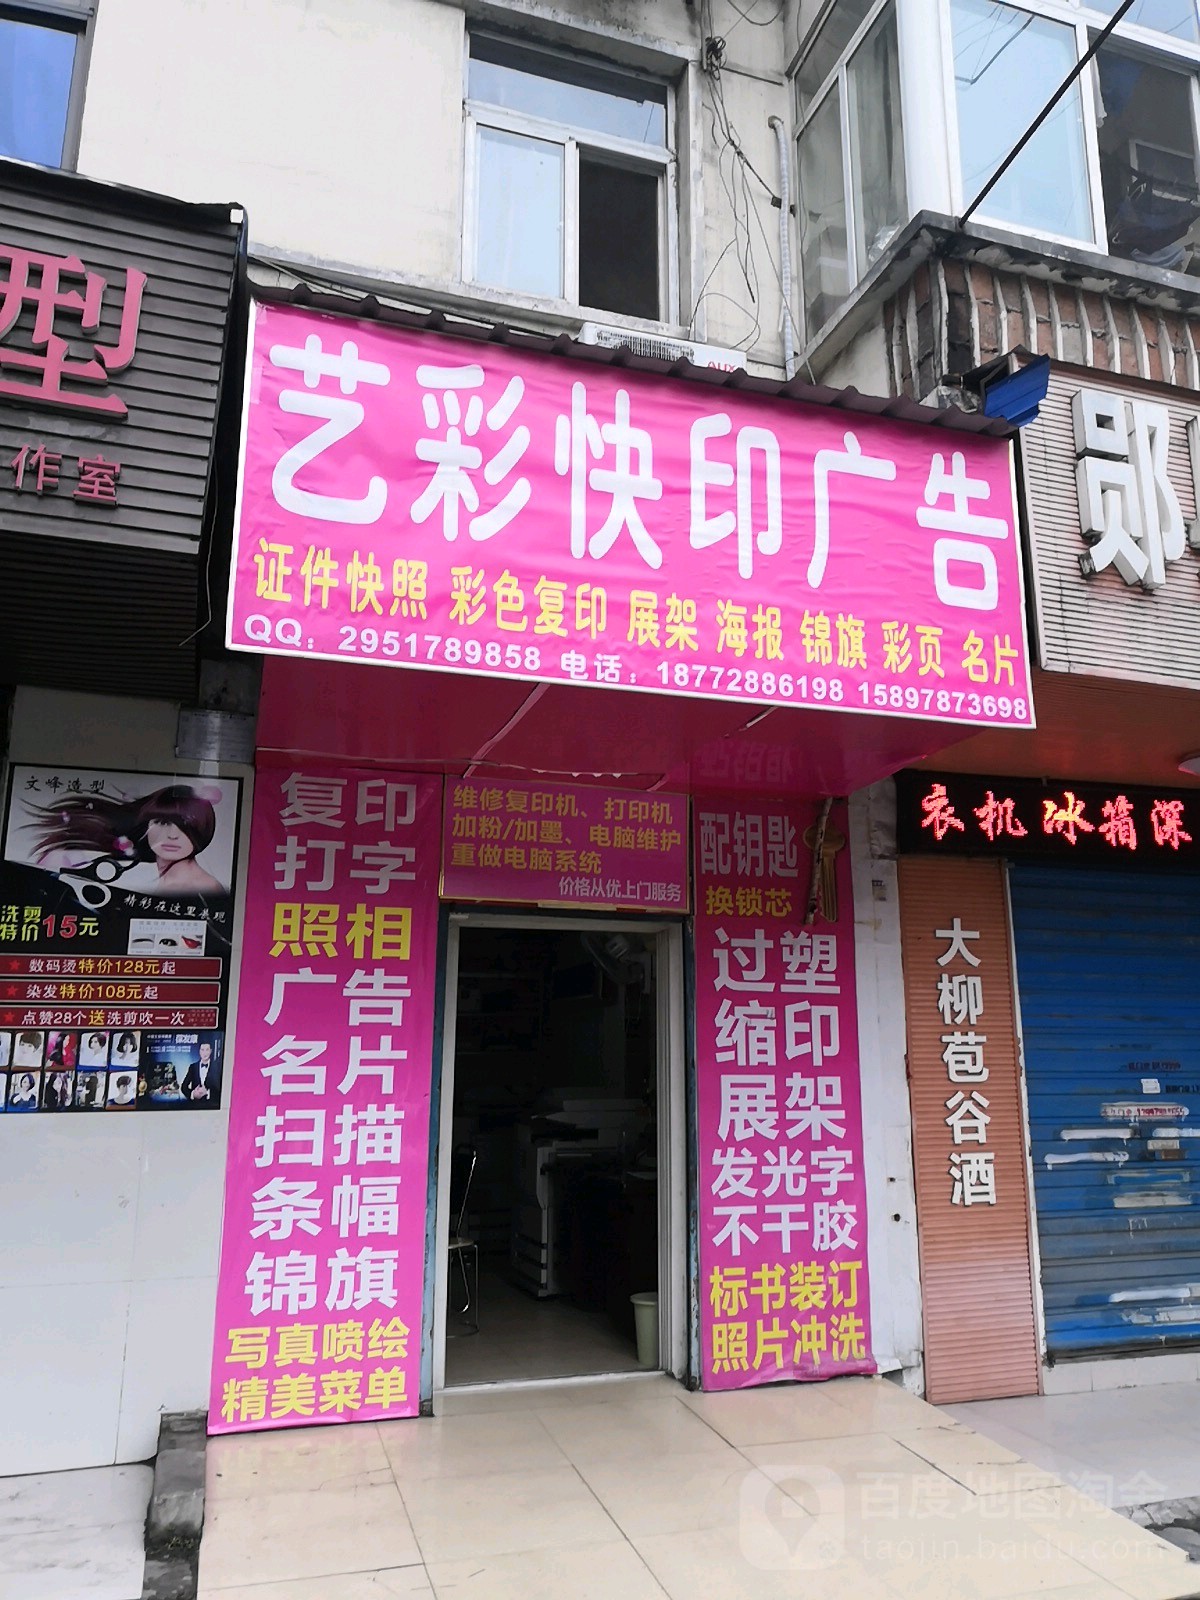 型
作室
艺彩快印广告
证件快照 彩色复印 展架 海报 锦旗 彩页 名片
QQ：2951789858 电话：18772886198 15897873698
AUX
郧
文峰造型
精彩在这里展现
洗剪
特价15元
数码烫特价128元起
染发特价108元起
点赞28个送洗剪吹一次
复印
打字
照相
广告
名片
扫描
条幅
锦旗
写真喷绘
精美菜单
维修复印机、打印机
加粉/加墨、电脑维护
重做电脑系统
价格从优上门服务
配钥匙
换锁芯
过塑
缩印
展架
发光字
不干胶
标书装订
照片冲洗
衣机冰箱深
大柳苞谷酒
百度地图淘金
taojin.baidu.com